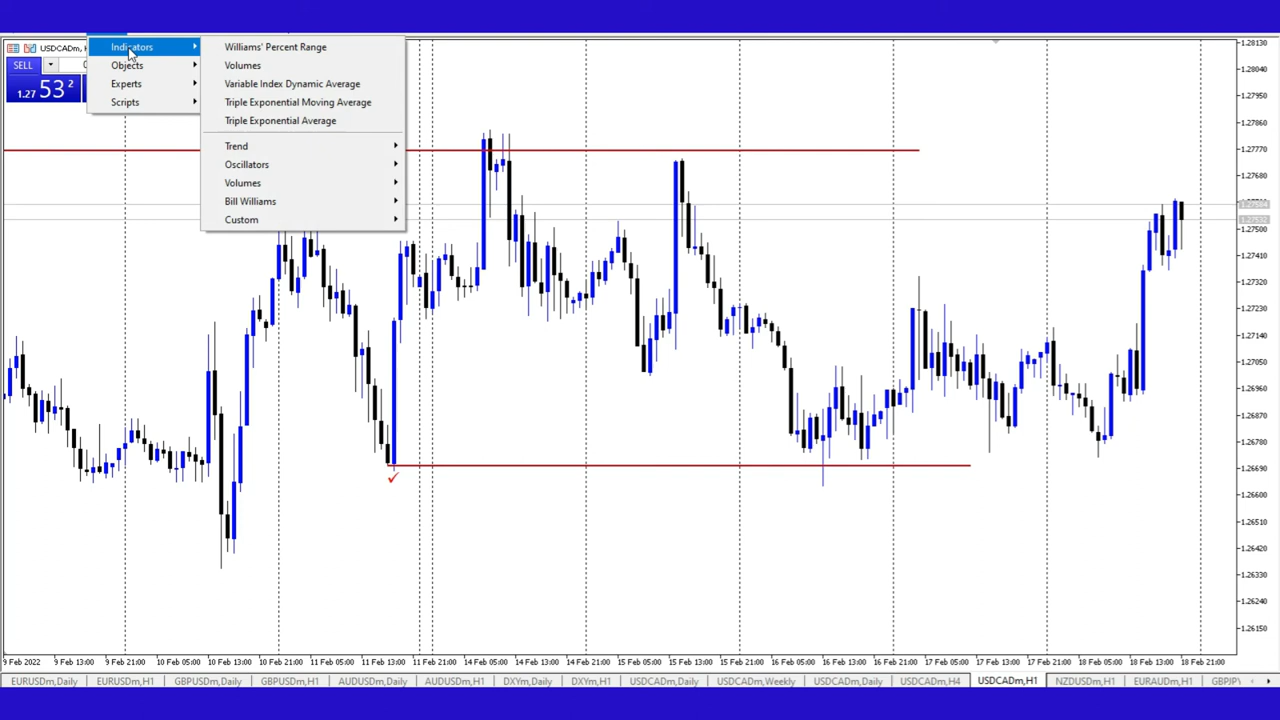 Indicators
Objects
Experts
Scripts
Williams' Percent Range
Volumes
Variable Index Dynamic Average
Triple Exponential Moving Average
Triple Exponential Average
Trend
Oscillators
Volumes
Bill Williams
Custom
USDCADm, H
SELL
1.27 53 2
1.28130
1.28040
1.27950
1.27860
1.27770
1.27680
1.27584
1.27532
1.27500
1.27410
1.27320
1.27230
1.27140
1.27050
1.26960
1.26870
1.26780
1.26690
1.26600
1.26510
1.26420
1.26330
1.26240
1.26150
9 Feb 2022 9 Feb 13:00 9 Feb 21:00 10 Feb 05:00 10 Feb 13:00 10 Feb 21:00 11 Feb 05:00 11 Feb 13:00 11 Feb 21:00 14 Feb 05:00 14 Feb 13:00 14 Feb 21:00 15 Feb 05:00 15 Feb 13:00 15 Feb 21:00 16 Feb 05:00 16 Feb 13:00 16 Feb 21:00 17 Feb 05:00 17 Feb 13:00 17 Feb 21:00 18 Feb 05:00 18 Feb 13:00 18 Feb 21:00
EURUSDm,Daily EURUSDm,H1 GBPUSDm,Daily GBPUSDm,H1 AUDUSDm,Daily AUDUSDm,H1 DXYm,Daily DXYm,H1 USDCADm,Daily USDCADm,Weekly USDCADm,Daily USDCADm,H4 USDCADm,H1 NZDUSDm,H1 EURAUDm,H1 GBPJPY